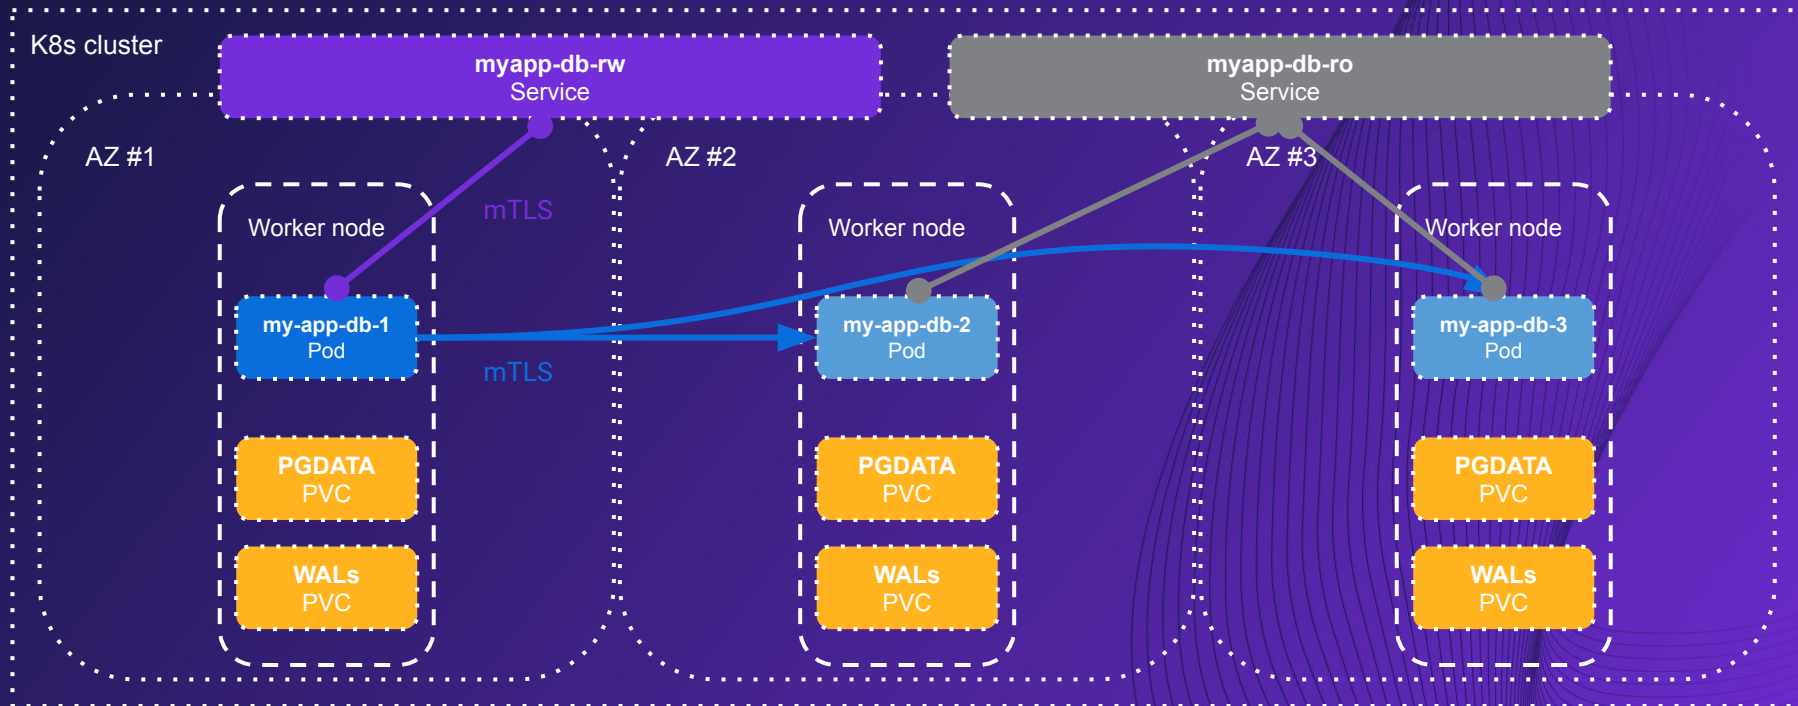 K8s cluster
myapp-db-rw
Service
myapp-db-ro
Service
AZ #1
AZ #2
AZ #3
mTLS
Worker node
Worker node
Worker node
my-app-db-1
Pod
my-app-db-2
Pod
my-app-db-3
Pod
mTLS
PGDATA
PVC
PGDATA
PVC
PGDATA
PVC
WALs
PVC
WALs
PVC
WALs
PVC